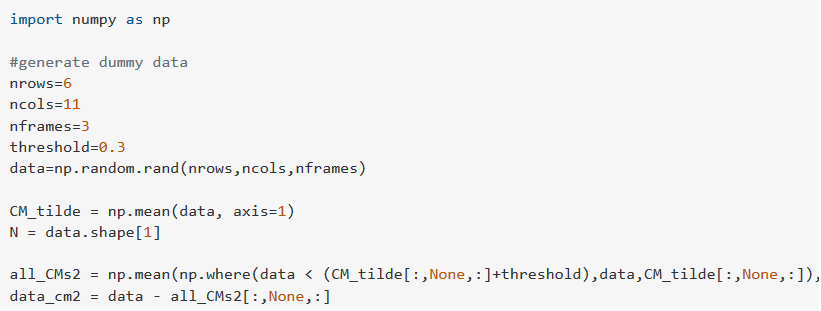 import numpy as np
#generate dummy data
nrows=6
ncols=11
nframes=3
threshold=0.3
data=np.random.rand(nrows,ncols,nframes)
CM_tilde = np.mean(data, axis=1)
N = data.shape[1]
all_CMs2 = np.mean(np.where(data < (CM_tilde[:,None,:]+threshold),data,CM_tilde[:,None,:]),
data_cm2 = data - all_CMs2[:,None,:]